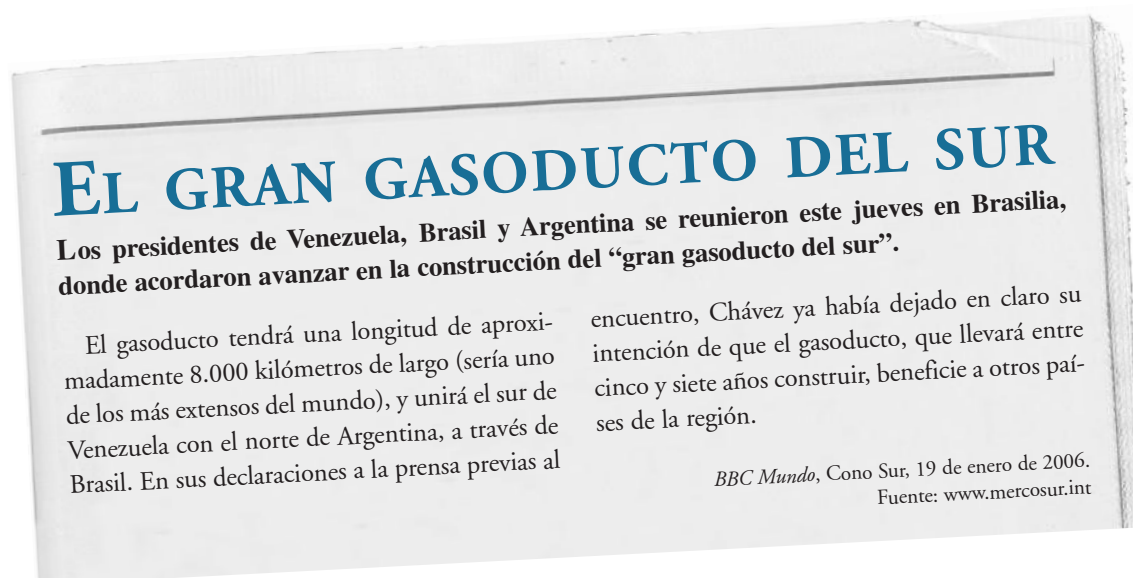 EL GRAN GASODUCTO DEL SUR
Los presidentes de Venezuela, Brasil y Argentina se reunieron este jueves en Brasilia,
donde acordaron avanzar en la construcción del “gran gasoducto del sur”.
El gasoducto tendrá una longitud de aproxi-
madamente 8.000 kilómetros de largo (sería uno
de los más extensos del mundo), y unirá el sur de
Venezuela con el norte de Argentina, a través de
Brasil. En sus declaraciones a la prensa previas al
encuentro, Chávez ya había dejado en claro su
intención de que el gasoducto, que llevará entre
cinco y siete años construir, beneficie a otros paí-
ses de la región.
BBC Mundo, Cono Sur, 19 de enero de 2006.
Fuente: www.mercosur.int